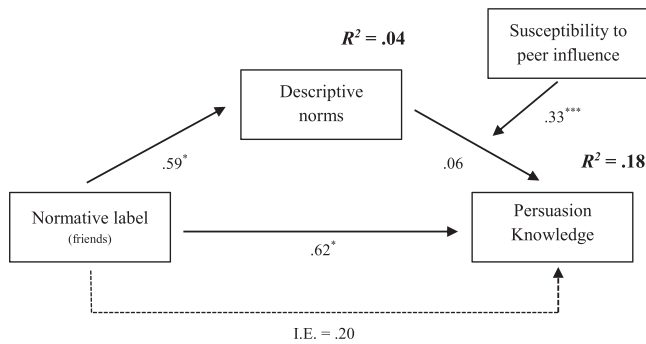 R² = .04
Susceptibility to
peer influence
Descriptive
norms
.33***
.59*
.06
R² = .18
Normative label
(friends)
Persuasion
Knowledge
.62*
I.E. = .20